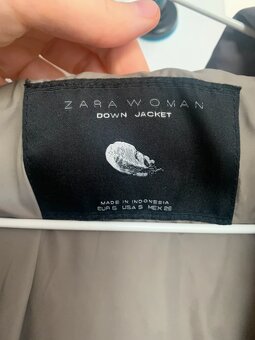 ZARA WOMAN
DOWN JACKET
MADE IN INDONESIA
EUR S USA S MEX 26